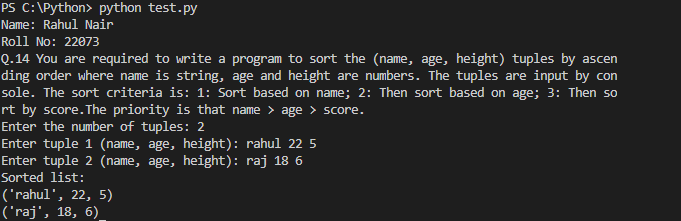 PS C:\Python> python test.py
Name: Rahul Nair
Roll No: 22073
Q.14 You are required to write a program to sort the (name, age, height) tuples by ascen
ding order where name is string, age and height are numbers. The tuples are input by con
sole. The sort criteria is: 1: Sort based on name; 2: Then sort based on age; 3: Then so
rt by score.The priority is that name > age > score.
Enter the number of tuples: 2
Enter tuple 1 (name, age, height): rahul 22 5
Enter tuple 2 (name, age, height): raj 18 6
Sorted list:
('rahul', 22, 5)
('raj', 18, 6)